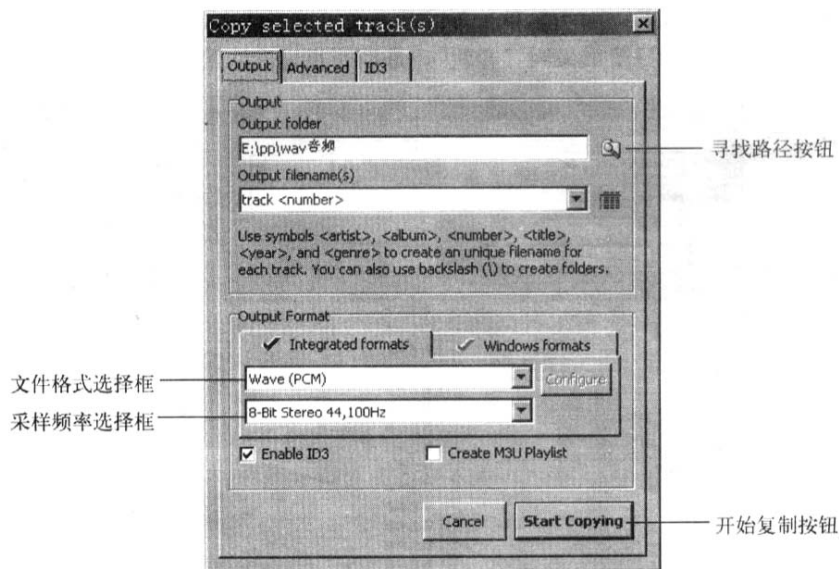 Copy selected track(s)
Output Advanced ID3
Output
Output folder
E:\pp\wav音频
寻找路径按钮
Output filename(s)
track <number>
Use symbols <artist>, <album>, <number>, <title>,
<year>, and <genre> to create an unique filename for
each track. You can also use backslash (\) to create folders.
Output Format
Integrated formats Windows formats
文件格式选择框
Wave (PCM) Configure
采样频率选择框
8-Bit Stereo 44,100Hz
Enable ID3 Create M3U Playlist
Cancel Start Copying
开始复制按钮